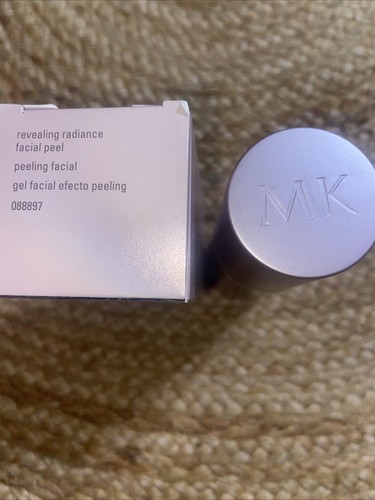 revealing radiance
facial peel
peeling facial
gel facial efecto peeling
088897
MK